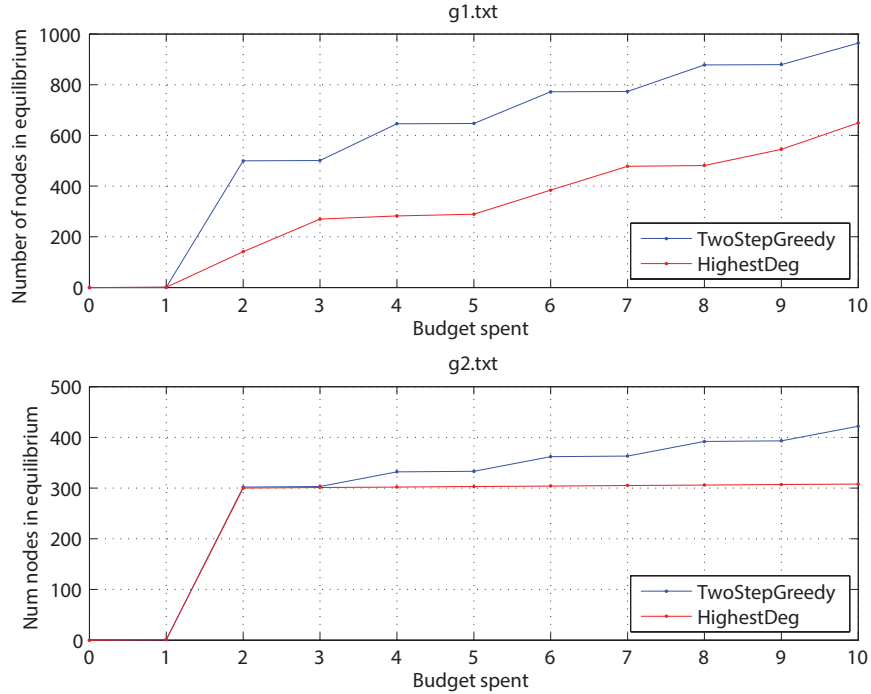 g1.txt
Number of nodes in equilibrium
1000
800
600
400
200
0
TwoStepGreedy
HighestDeg
0 1 2 3 4 5 6 7 8 9 10
Budget spent
g2.txt
Num nodes in equilibrium
500
400
300
200
100
0
TwoStepGreedy
HighestDeg
0 1 2 3 4 5 6 7 8 9 10
Budget spent